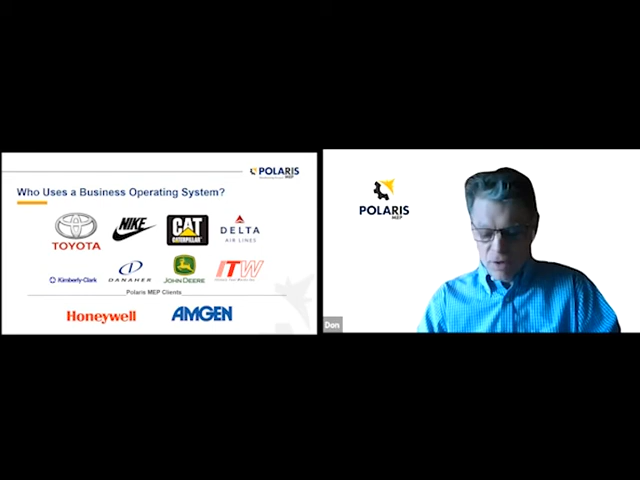 POLARIS
MEP
Who Uses a Business Operating System?
TOYOTA
NIKE
CAT
CATERPILLAR
DELTA
AIR LINES
Kimberly-Clark
DANAHER
JOHN DEERE
ITW
Polaris MEP Clients
Honeywell
AMGEN
POLARIS
MEP
Dan